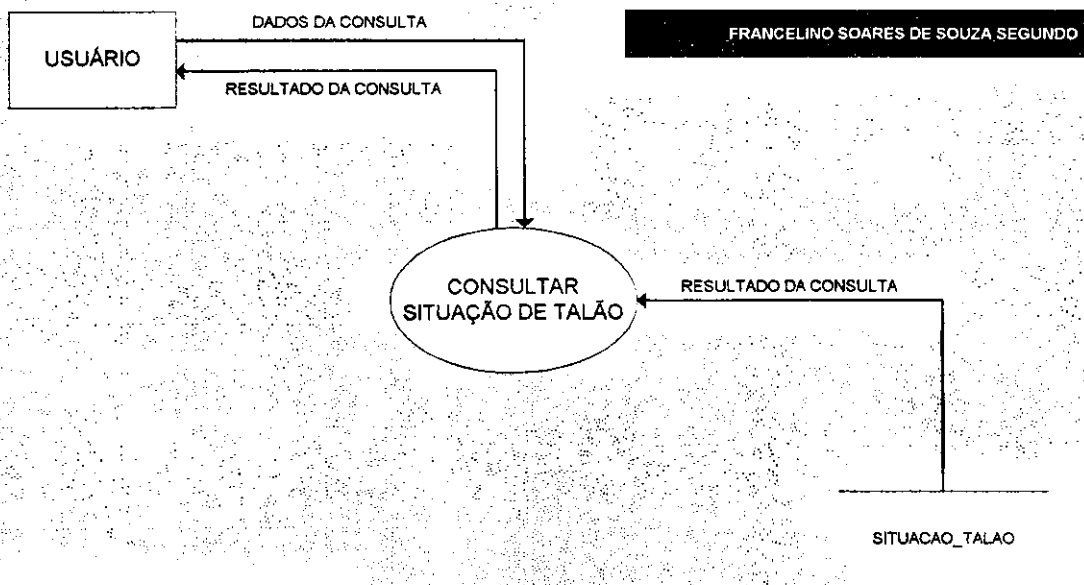 DADOS DA CONSULTA
FRANCELINO SOARES DE SOUZA SEGUNDO
USUÁRIO
RESULTADO DA CONSULTA
CONSULTAR
SITUAÇÃO DE TALÃO
RESULTADO DA CONSULTA
SITUACAO_TALAO